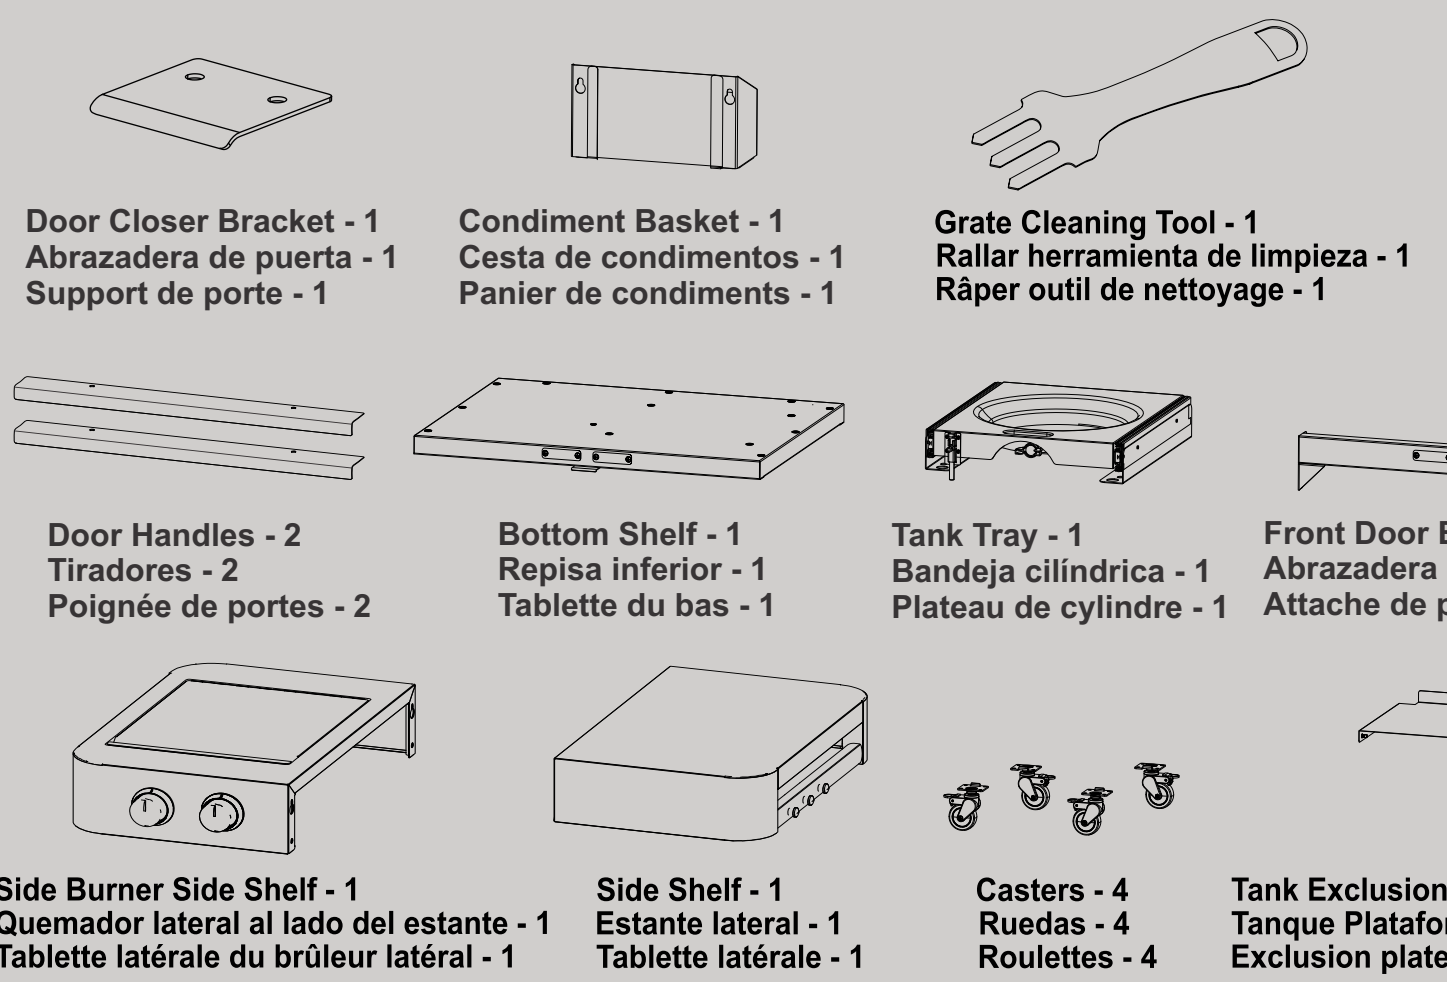 Door Closer Bracket - 1
Abrazadera de puerta - 1
Support de porte - 1
Condiment Basket - 1
Cesta de condimentos - 1
Panier de condiments - 1
Grate Cleaning Tool - 1
Rallar herramienta de limpieza - 1
Râper outil de nettoyage - 1
Door Handles - 2
Tiradores - 2
Poignée de portes - 2
Bottom Shelf - 1
Repisa inferior - 1
Tablette du bas - 1
Tank Tray - 1
Bandeja cilíndrica - 1
Plateau de cylindre - 1
Front Door
Abrazadera
Attache de
Side Burner Side Shelf - 1
Quemador lateral al lado del estante - 1
Tablette latérale du brûleur latéral - 1
Side Shelf - 1
Estante lateral - 1
Tablette latérale - 1
Casters - 4
Ruedas - 4
Roulettes - 4
Tank Exclusion
Tanque
Exclusion